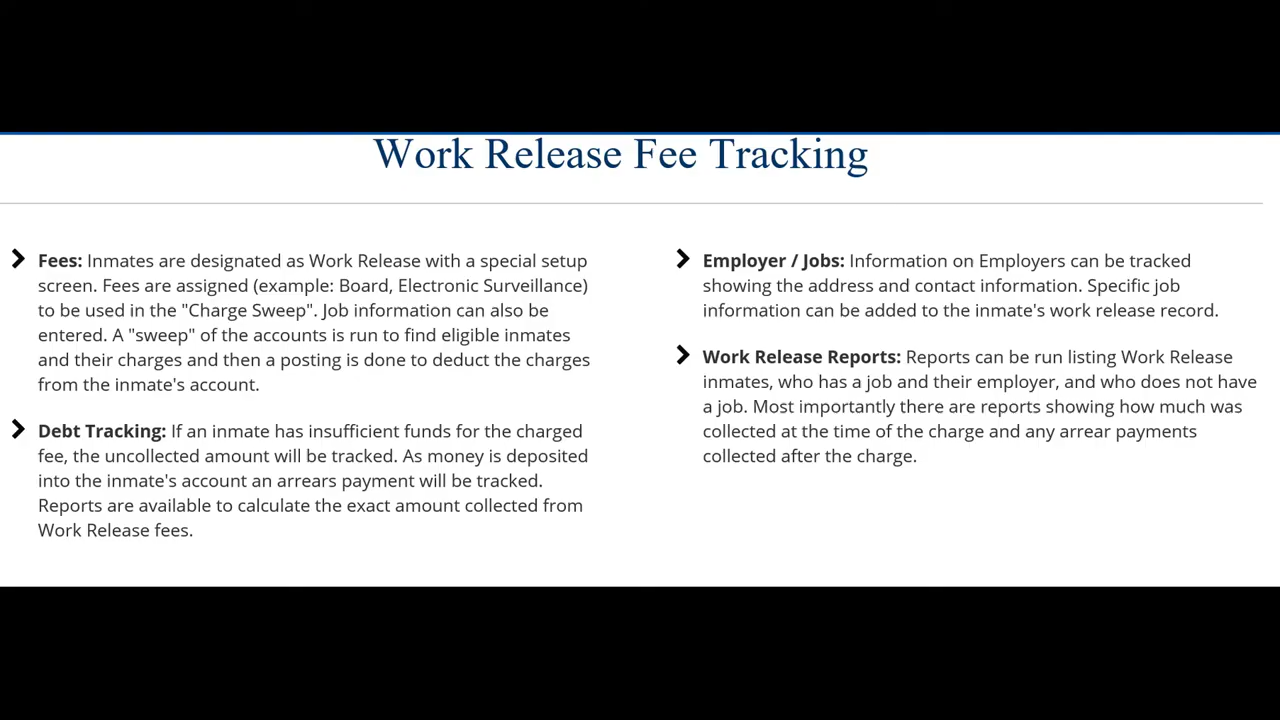 Work Release Fee Tracking
Fees: Inmates are designated as Work Release with a special setup
screen. Fees are assigned (example: Board, Electronic Surveillance)
to be used in the "Charge Sweep". Job information can also be
entered. A "sweep" of the accounts is run to find eligible inmates
and their charges and then a posting is done to deduct the charges
from the inmate's account.
Debt Tracking: If an inmate has insufficient funds for the charged
fee, the uncollected amount will be tracked. As money is deposited
into the inmate's account an arrears payment will be tracked.
Reports are available to calculate the exact amount collected from
Work Release fees.
Employer / Jobs: Information on Employers can be tracked
showing the address and contact information. Specific job
information can be added to the inmate's work release record.
Work Release Reports: Reports can be run listing Work Release
inmates, who has a job and their employer, and who does not have
a job. Most importantly there are reports showing how much was
collected at the time of the charge and any arrear payments
collected after the charge.